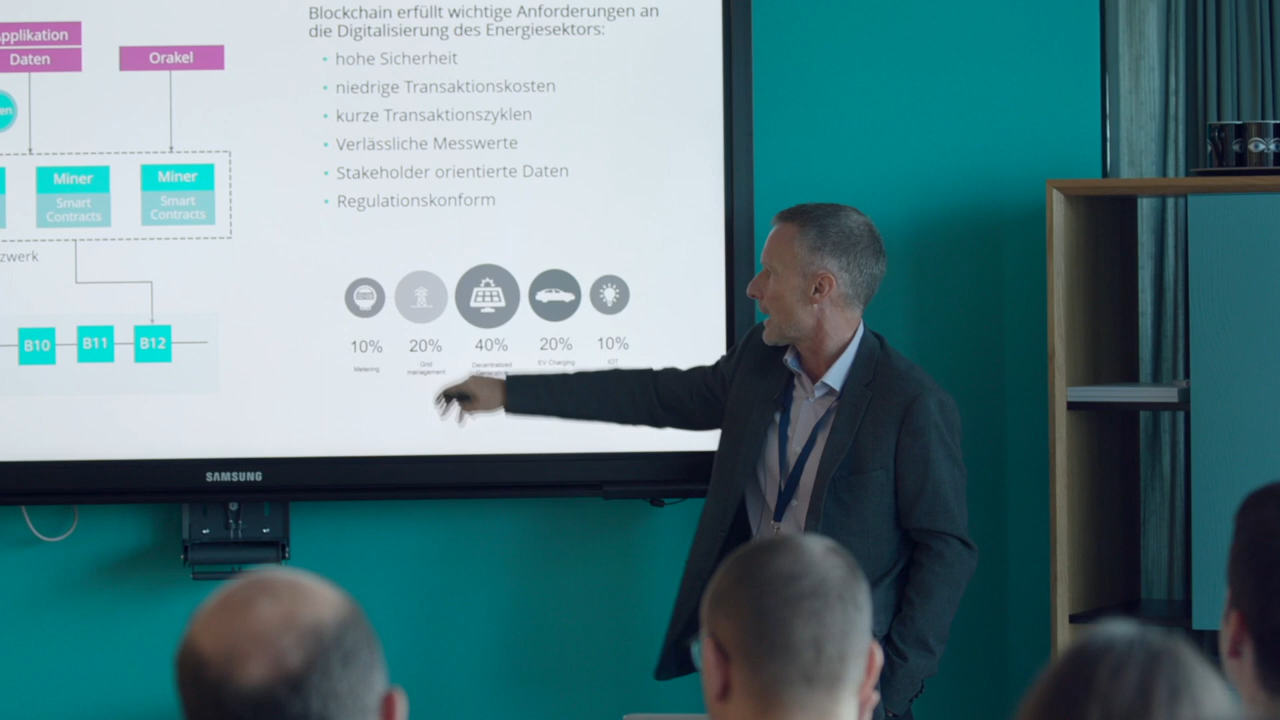 Blockchain erfüllt wichtige Anforderungen an
die Digitalisierung des Energiesektors:
• hohe Sicherheit
• niedrige Transaktionskosten
• kurze Transaktionszyklen
• Verlässliche Messwerte
• Stakeholder orientierte Daten
• Regulationskonform
Daten
Orakel
Miner
Smart
Contracts
Miner
Smart
Contracts
B10
B11
B12
10%
20%
40%
20%
10%
Metering
Grid
management
Decentralized
EV Charging
IOT
SAMSUNG